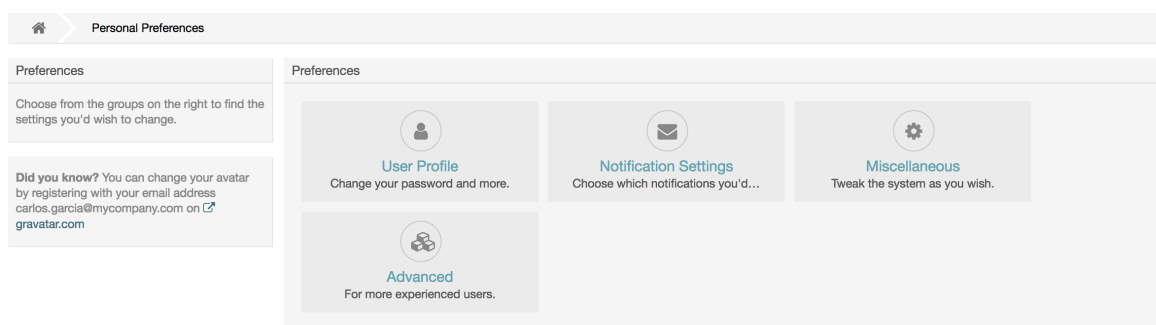 Personal Preferences
Preferences
Choose from the groups on the right to find the
settings you'd wish to change.
Did you know? You can change your avatar
by registering with your email address
carlos.garcia@mycompany.com on
gravatar.com
Preferences
User Profile
Change your password and more.
Notification Settings
Choose which notifications you'd...
Miscellaneous
Tweak the system as you wish.
Advanced
For more experienced users.